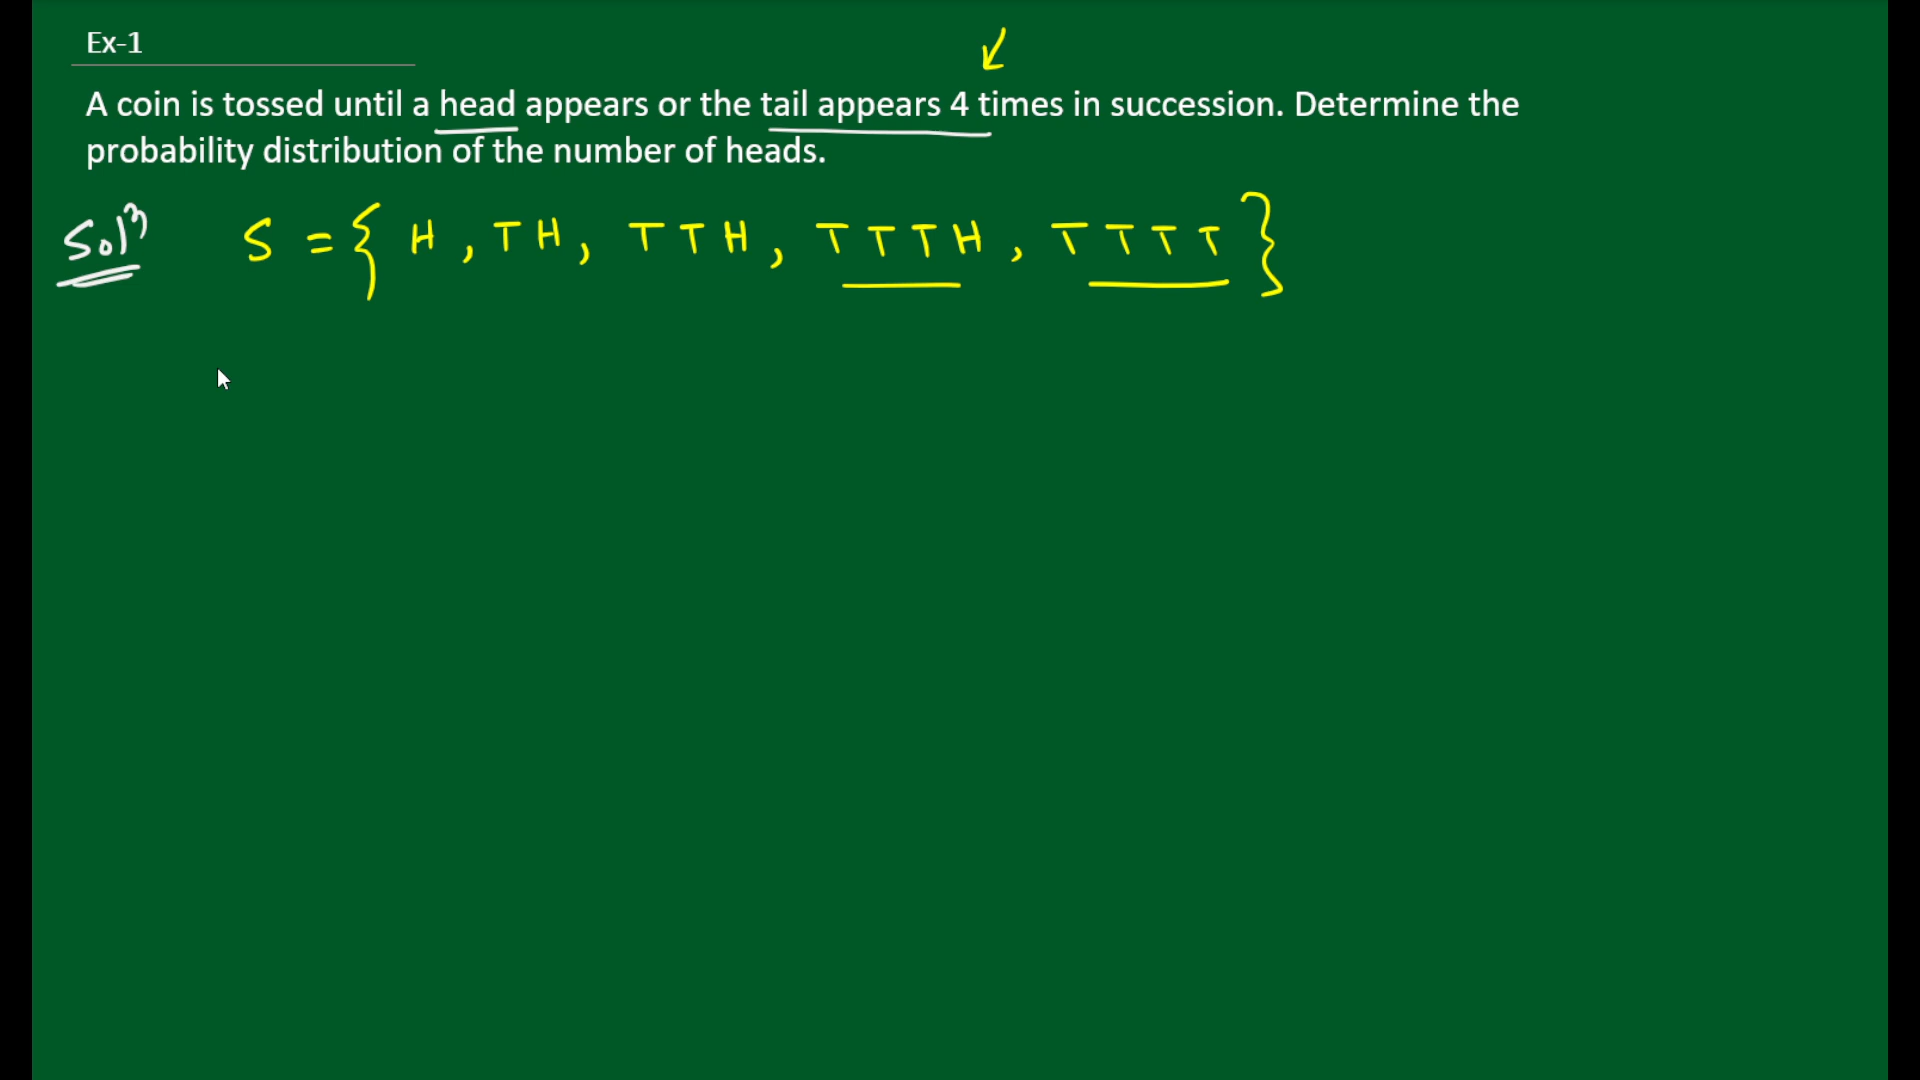 Ex-1
A coin is tossed until a head appears or the tail appears 4 times in succession. Determine the
probability distribution of the number of heads.
Solⁿ S = { H , TH , TTH , TTTH , TTTT }